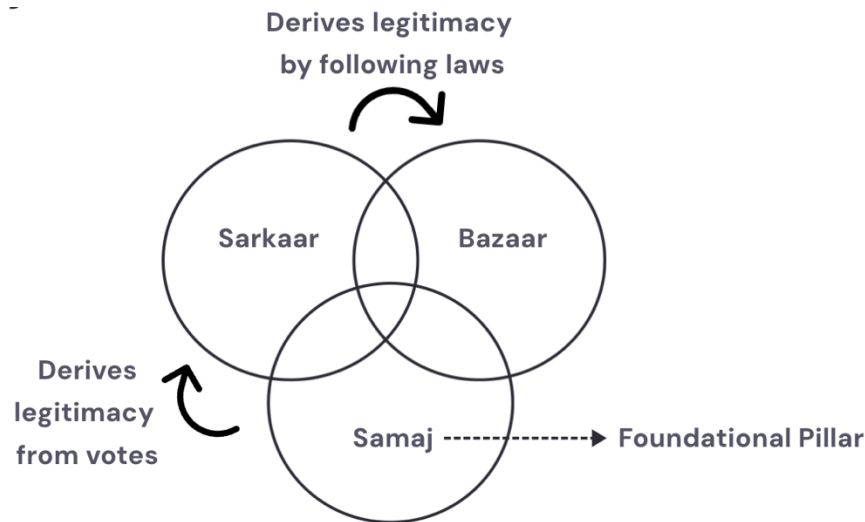 Derives legitimacy
by following laws
Sarkaar
Bazaar
Derives
legitimacy
from votes
Samaj
Foundational Pillar